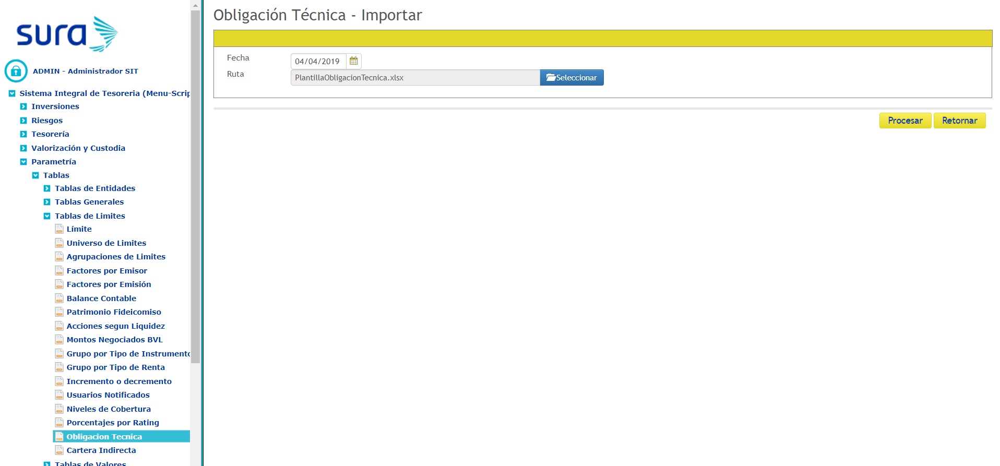 sura
ADMIN - Administrador SIT
Sistema Integral de Tesoreria (Menu-Scrip
Inversiones
Riesgos
Tesorería
Valorización y Custodia
Parametría
Tablas
Tablas de Entidades
Tablas Generales
Tablas de Limites
Límite
Universo de Limites
Agrupaciones de Limites
Factores por Emisor
Factores por Emisión
Balance Contable
Patrimonio Fideicomiso
Acciones segun Liquidez
Montos Negociados BVL
Grupo por Tipo de Instrumento
Grupo por Tipo de Renta
Incremento o decremento
Usuarios Notificados
Niveles de Cobertura
Porcentajes por Rating
Obligacion Tecnica
Cartera Indirecta
Tablas de Valores
Obligación Técnica - Importar
Fecha 04/04/2019
Ruta PlantillaObligacionTecnica.xlsx Seleccionar
Procesar Retornar